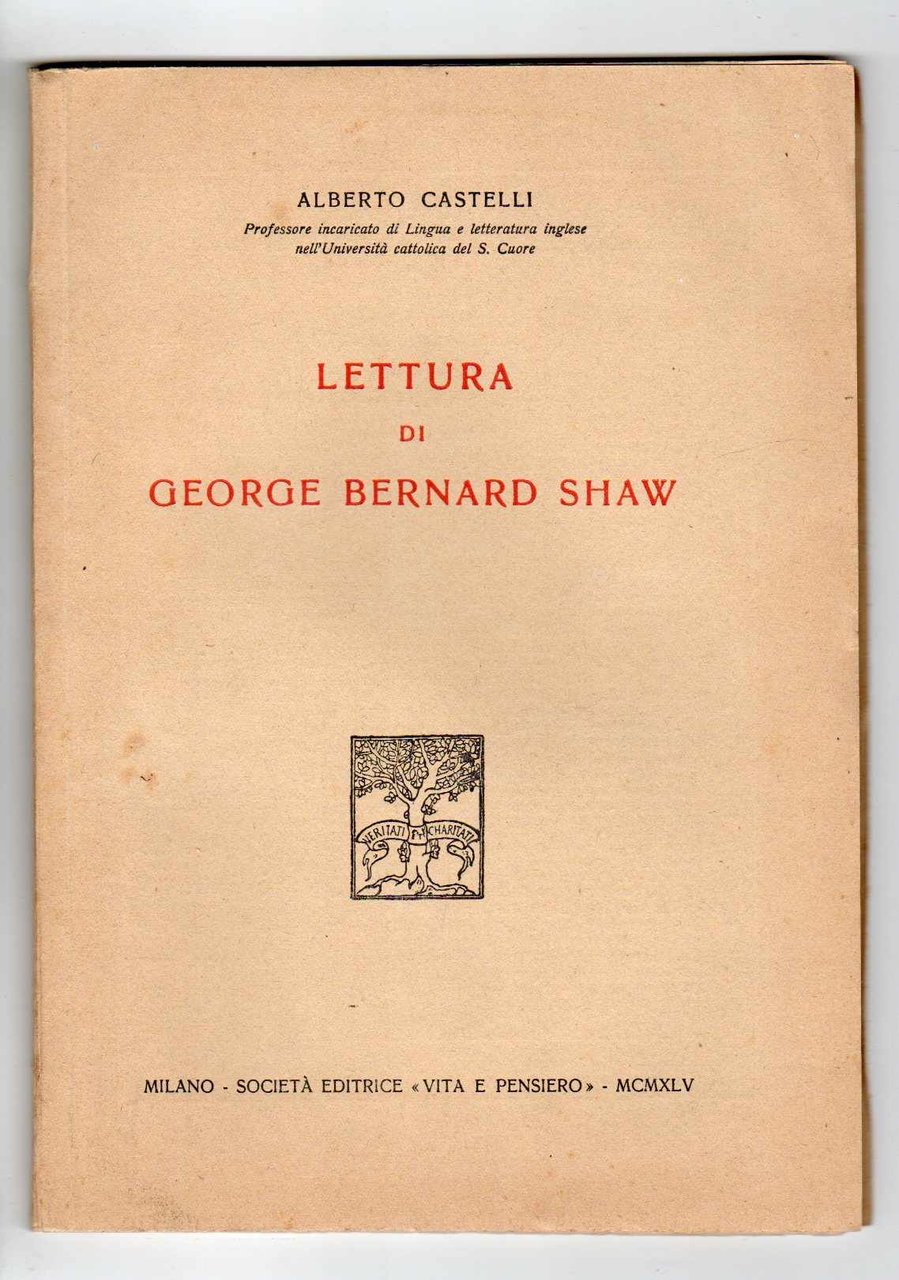 ALBERTO CASTELLI
Professore incaricato di Lingua e letteratura inglese
nell'Università cattolica del S. Cuore
LETTURA
DI
GEORGE BERNARD SHAW
VERITATI ET CHARITATI
MILANO - SOCIETÀ EDITRICE « VITA E PENSIERO » - MCMXLV